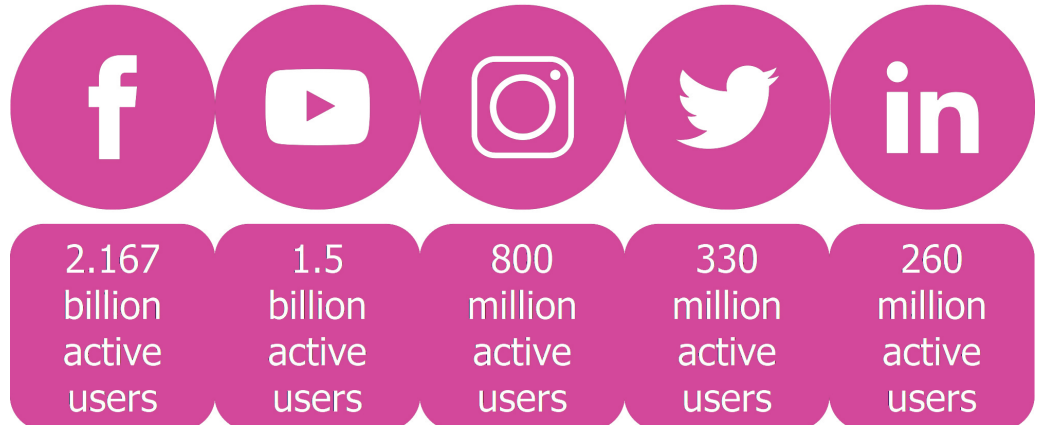 f
in
2.167
billion
active
users
1.5
billion
active
users
800
million
active
users
330
million
active
users
260
million
active
users